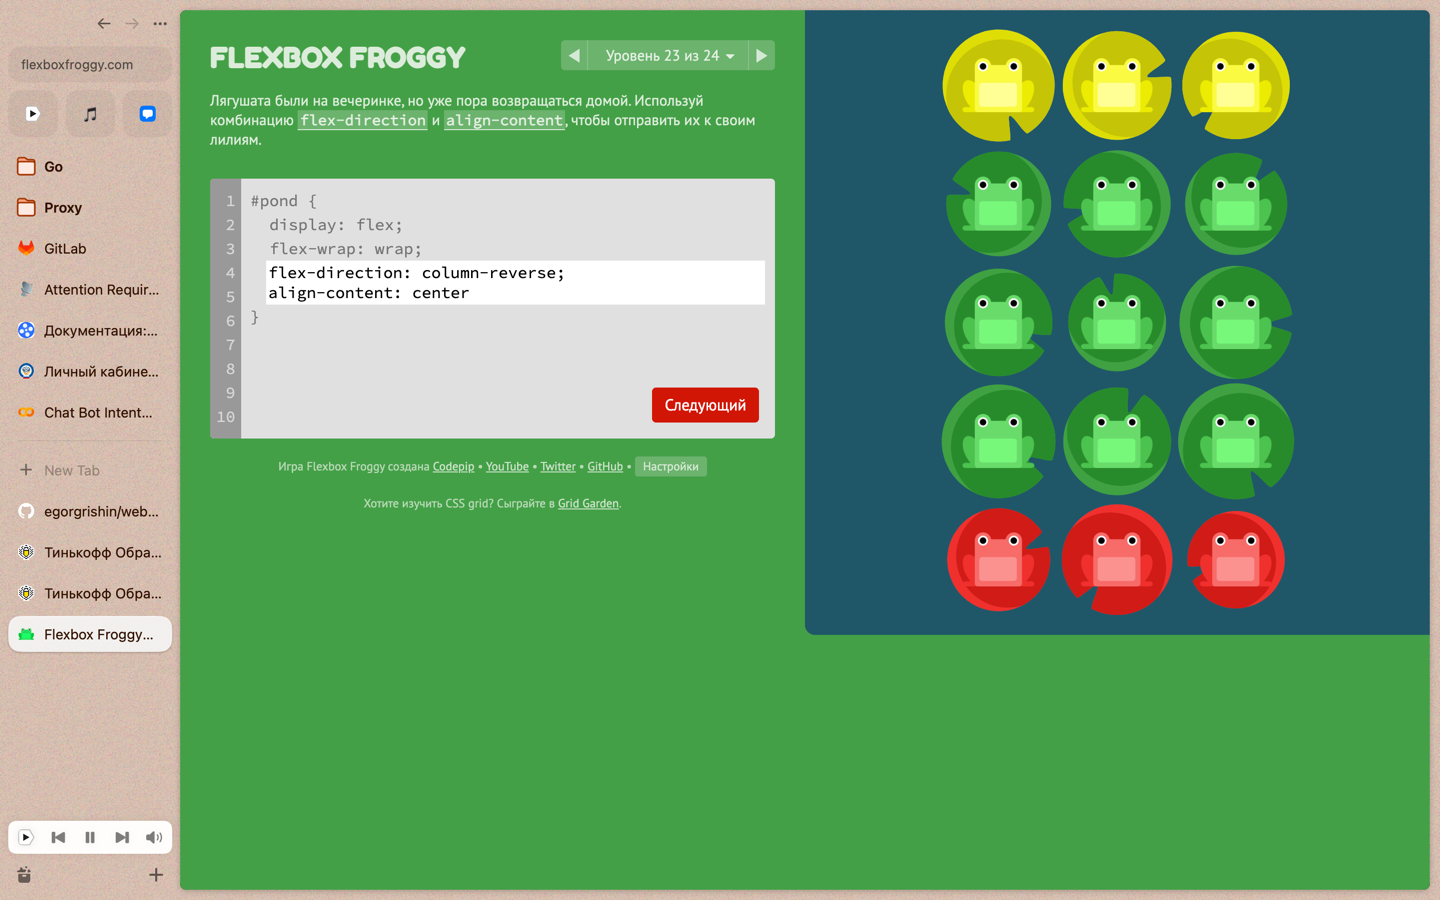 flexboxfroggy.com
Go
Proxy
GitLab
Attention Requir...
Документация:...
Личный кабине...
Chat Bot Intent...
New Tab
egorgrishin/web...
Тинькофф Обра...
Тинькофф Обра...
Flexbox Froggy...
FLEXBOX FROGGY
Уровень 23 из 24
Лягушата были на вечеринке, но уже пора возвращаться домой. Используй
комбинацию flex-direction и align-content, чтобы отправить их к своим
лилиям.
1 #pond {
2 display: flex;
3 flex-wrap: wrap;
4 flex-direction: column-reverse;
5 align-content: center
6 }
7
8
9
10
Следующий
Игра Flexbox Froggy создана Codepip • YouTube • Twitter • GitHub • Настройки
Хотите изучить CSS grid? Сыграйте в Grid Garden.